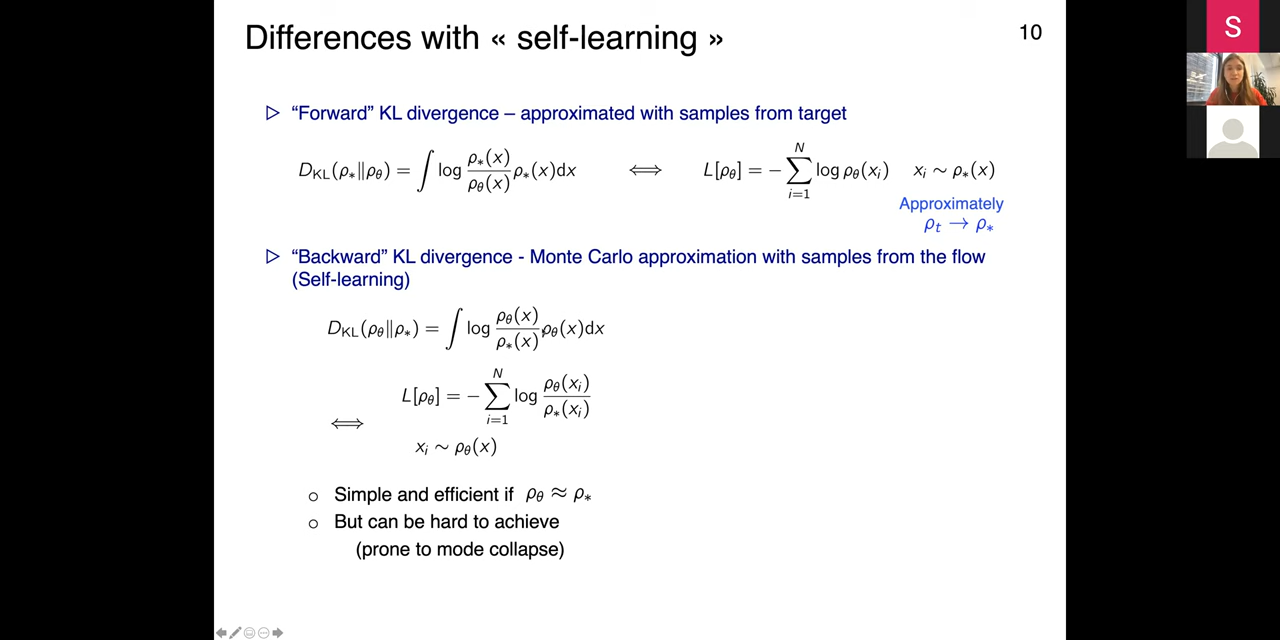 Differences with « self-learning »
10
▷ “Forward” KL divergence – approximated with samples from target
D_KL(ρ_*‖ρ_θ) = ∫ log ρ_*(x)/ρ_θ(x) ρ_*(x)dx ⟺ L[ρ_θ] = − ∑_{i=1}^{N} log ρ_θ(x_i) x_i ∼ ρ_*(x)
Approximately
ρ_t → ρ_*
▷ “Backward” KL divergence - Monte Carlo approximation with samples from the flow
(Self-learning)
D_KL(ρ_θ‖ρ_*) = ∫ log ρ_θ(x)/ρ_*(x) ρ_θ(x)dx
⟺ L[ρ_θ] = − ∑_{i=1}^{N} log ρ_θ(x_i)/ρ_*(x_i)
x_i ∼ ρ_θ(x)
○ Simple and efficient if ρ_θ ≈ ρ_*
○ But can be hard to achieve
(prone to mode collapse)
S